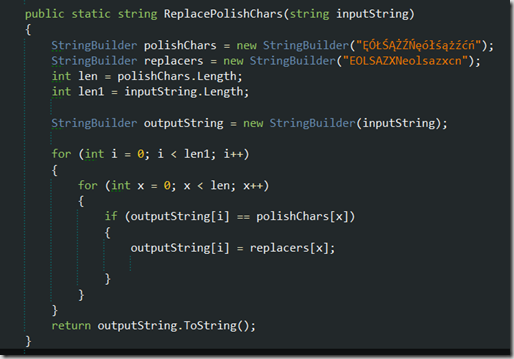 public static string ReplacePolishChars(string inputString)
{
StringBuilder polishChars = new StringBuilder("ĘÓŁŚĄŻŹŃęółśążźćń");
StringBuilder replacers = new StringBuilder("EOLSAZXNeolsazxcn");
int len = polishChars.Length;
int len1 = inputString.Length;
StringBuilder outputString = new StringBuilder(inputString);
for (int i = 0; i < len1; i++)
{
for (int x = 0; x < len; x++)
{
if (outputString[i] == polishChars[x])
{
outputString[i] = replacers[x];
}
}
}
return outputString.ToString();
}